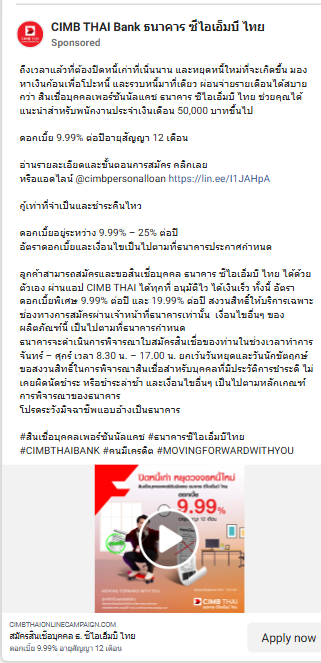 CIMB THAI Bank ธนาคาร ซีไอเอ็มบี ไทย
Sponsored
ถึงเวลาแล้วที่ต้องปิดหนี้เก่าที่เนิ่นนาน และหยุดหนี้ใหม่ที่จะเกิดขึ้น มอง
หาเงินก้อนเพื่อโปะหนี้ และรวบหนี้มาที่เดียว ผ่อนจ่ายรายเดือนได้สบาย
กว่า สินเชื่อบุคคลเพอร์ซันนัลแคช ธนาคาร ซีไอเอ็มบี ไทย ช่วยคุณได้
แนะนำสำหรับพนักงานประจำเงินเดือน 50,000 บาทขึ้นไป
ดอกเบี้ย 9.99% ต่อปีอายุสัญญา 12 เดือน
อ่านรายละเอียดและขั้นตอนการสมัคร คลิกเลย
หรือแอดไลน์ @cimbpersonalloan https://lin.ee/I1JAHpA
กู้เท่าที่จำเป็นและชำระคืนไหว
ดอกเบี้ยอยู่ระหว่าง 9.99% – 25% ต่อปี
อัตราดอกเบี้ยและเงื่อนไขเป็นไปตามที่ธนาคารประกาศกำหนด
ลูกค้าสามารถสมัครและขอสินเชื่อบุคคล ธนาคาร ซีไอเอ็มบี ไทย ได้ด้วย
ตัวเอง ผ่านแอป CIMB THAI ได้ทุกที่ อนุมัติไว ได้เงินเร็ว ทั้งนี้ อัตรา
ดอกเบี้ยพิเศษ 9.99% ต่อปี และ 19.99% ต่อปี สงวนสิทธิ์ให้บริการเฉพาะ
ช่องทางการสมัครผ่านเจ้าหน้าที่ธนาคารเท่านั้น เงื่อนไขอื่นๆ ของ
ผลิตภัณฑ์นี้ เป็นไปตามที่ธนาคารกำหนด
ธนาคารจะดำเนินการพิจารณาใบสมัครสินเชื่อของท่านในช่วงเวลาทำการ
จันทร์ – ศุกร์ เวลา 8.30 น. – 17.00 น. ยกเว้นวันหยุดและวันนักขัตฤกษ์
ขอสงวนสิทธิ์ในการพิจารณาสินเชื่อสำหรับบุคคลที่มีประวัติการชำระดี ไม่
เคยผิดนัดชำระ หรือชำระล่าช้า และเงื่อนไขอื่นๆ เป็นไปตามหลักเกณฑ์
การพิจารณาของธนาคาร
โปรดระวังมิจฉาชีพแอบอ้างเป็นธนาคาร
#สินเชื่อบุคคลเพอร์ซันนัลแคช #ธนาคารซีไอเอ็มบีไทย
#CIMBTHAIBANK #คนมีเครดิต #MOVINGFORWARDWITHYOU
ปิดหนี้เก่า หยุดวงจรหนี้ใหม่
ดอกเบี้ย
9.99%
อายุสัญญา 12 เดือน
MOVING FORWARD WITH YOU
CIMB THAI
CIMBTHAIONLINECAMPAIGN.COM
สมัครสินเชื่อบุคคล ธ. ซีไอเอ็มบี ไทย
ดอกเบี้ย 9.99% อายุสัญญา 12 เดือน
Apply now